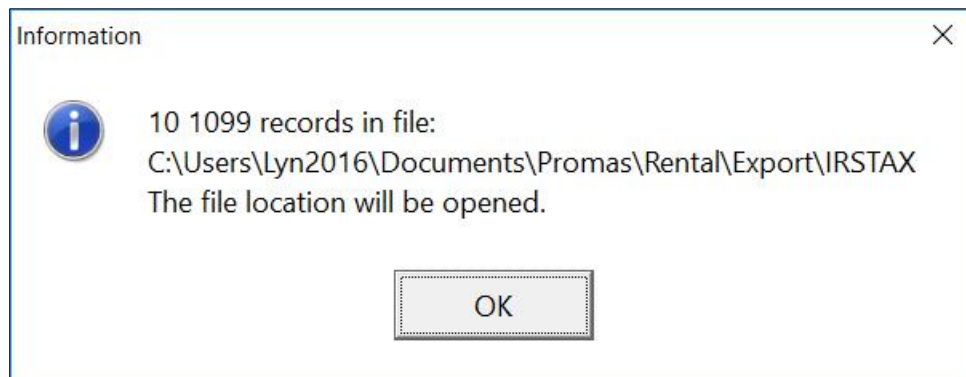 Information
10 1099 records in file:
C:\Users\Lyn2016\Documents\Promas\Rental\Export\IRSTAX
The file location will be opened.
OK